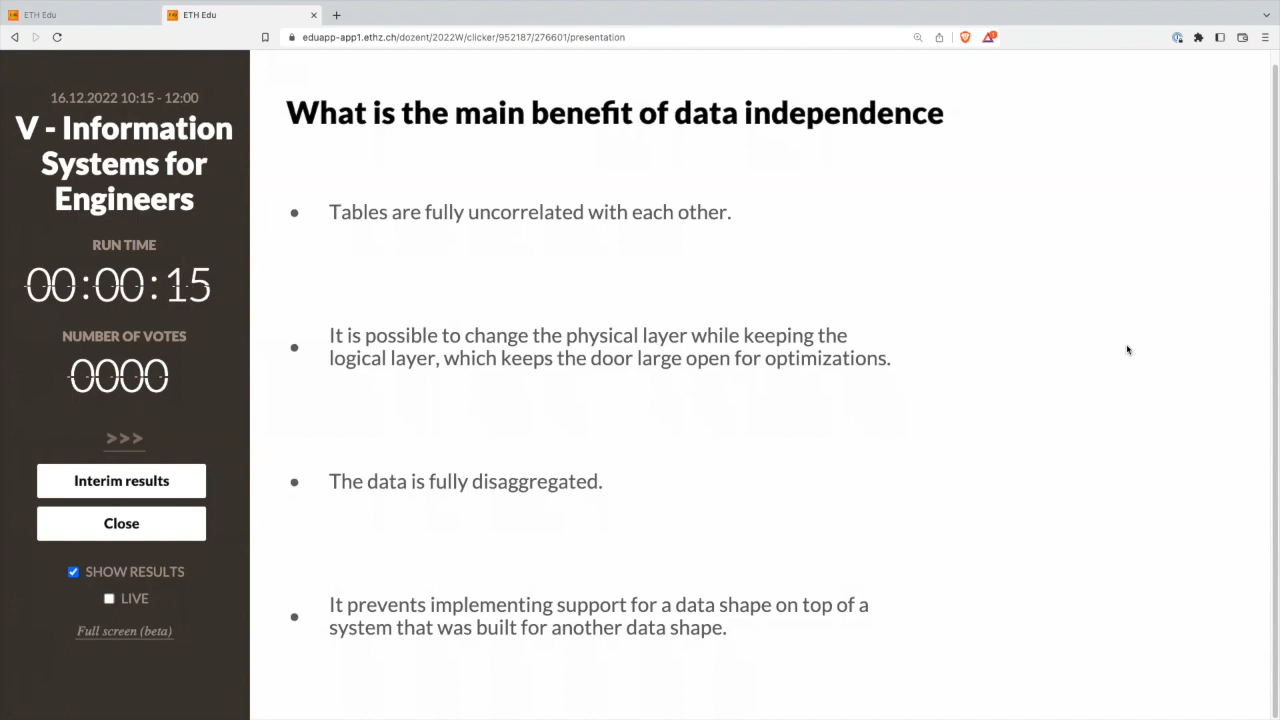 ETH Edu
ETH Edu
eduapp-app1.ethz.ch/dozent/2022W/clicker/952187/276601/presentation
16.12.2022 10:15 - 12:00
V - Information
Systems for
Engineers
RUN TIME
00:00:15
NUMBER OF VOTES
0000
>>>
Interim results
Close
SHOW RESULTS
LIVE
Full screen (beta)
What is the main benefit of data independence
Tables are fully uncorrelated with each other.
It is possible to change the physical layer while keeping the
logical layer, which keeps the door large open for optimizations.
The data is fully disaggregated.
It prevents implementing support for a data shape on top of a
system that was built for another data shape.